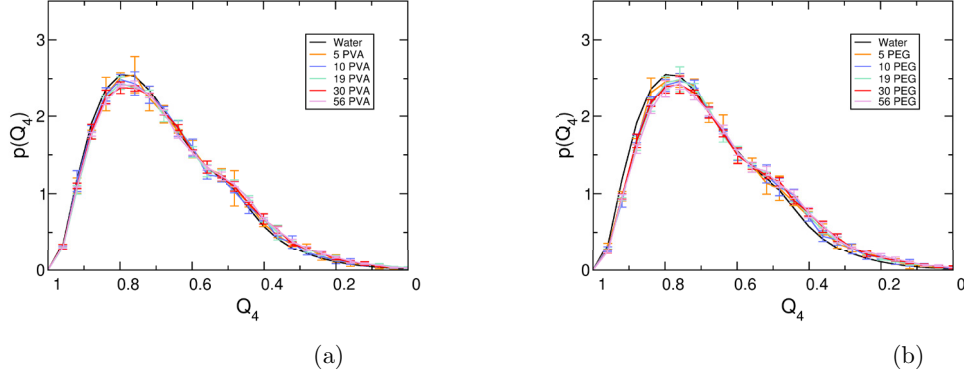 3
2
1
0
p(Q4)
Water
5 PVA
10 PVA
19 PVA
30 PVA
56 PVA
1 0.8 0.6 0.4 0.2 0
Q4
(a)
3
2
1
0
p(Q4)
Water
5 PEG
10 PEG
19 PEG
30 PEG
56 PEG
1 0.8 0.6 0.4 0.2 0
Q4
(b)